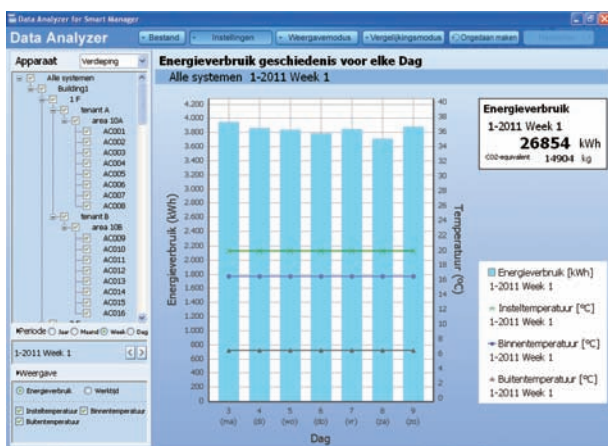 Data Analyzer for Smart Manager
Data Analyzer
Bestand
Instellingen
Weergavemodus
Vergelijkingsmodus
Ongedaan maken
Apparaat
Verdieping
Alle systemen
Building1
1 F
tenant A
area 10A
AC001
AC002
AC003
AC004
AC005
AC006
AC007
AC008
tenant B
area 10B
AC009
AC010
AC011
AC012
AC013
AC014
AC015
AC016
Periode Jaar Maand Week Dag
1-2011 Week 1
Weergave
Energieverbruik Werktijd
Insteltemperatuur Binnentemperatuur
Buitentemperatuur
Energieverbruik geschiedenis voor elke Dag
Alle systemen 1-2011 Week 1
Energieverbruik (kWh)
4.200
4.000
3.800
3.600
3.400
3.200
3.000
2.800
2.600
2.400
2.200
2.000
1.800
1.600
1.400
1.200
1.000
800
600
400
200
0
3 4 5 6 7 8 9
(ma) (di) (wo) (do) (vr) (za) (zo)
Dag
40
38
36
34
32
30
28
26
24
22
20
18
16
14
12
10
8
6
4
2
0
Temperatuur (°C)
Energieverbruik
1-2011 Week 1
26854 kWh
CO2-equivalent 14904 kg
Energieverbruik [kWh]
1-2011 Week 1
Insteltemperatuur [°C]
1-2011 Week 1
Binnentemperatuur [°C]
1-2011 Week 1
Buitentemperatuur [°C]
1-2011 Week 1